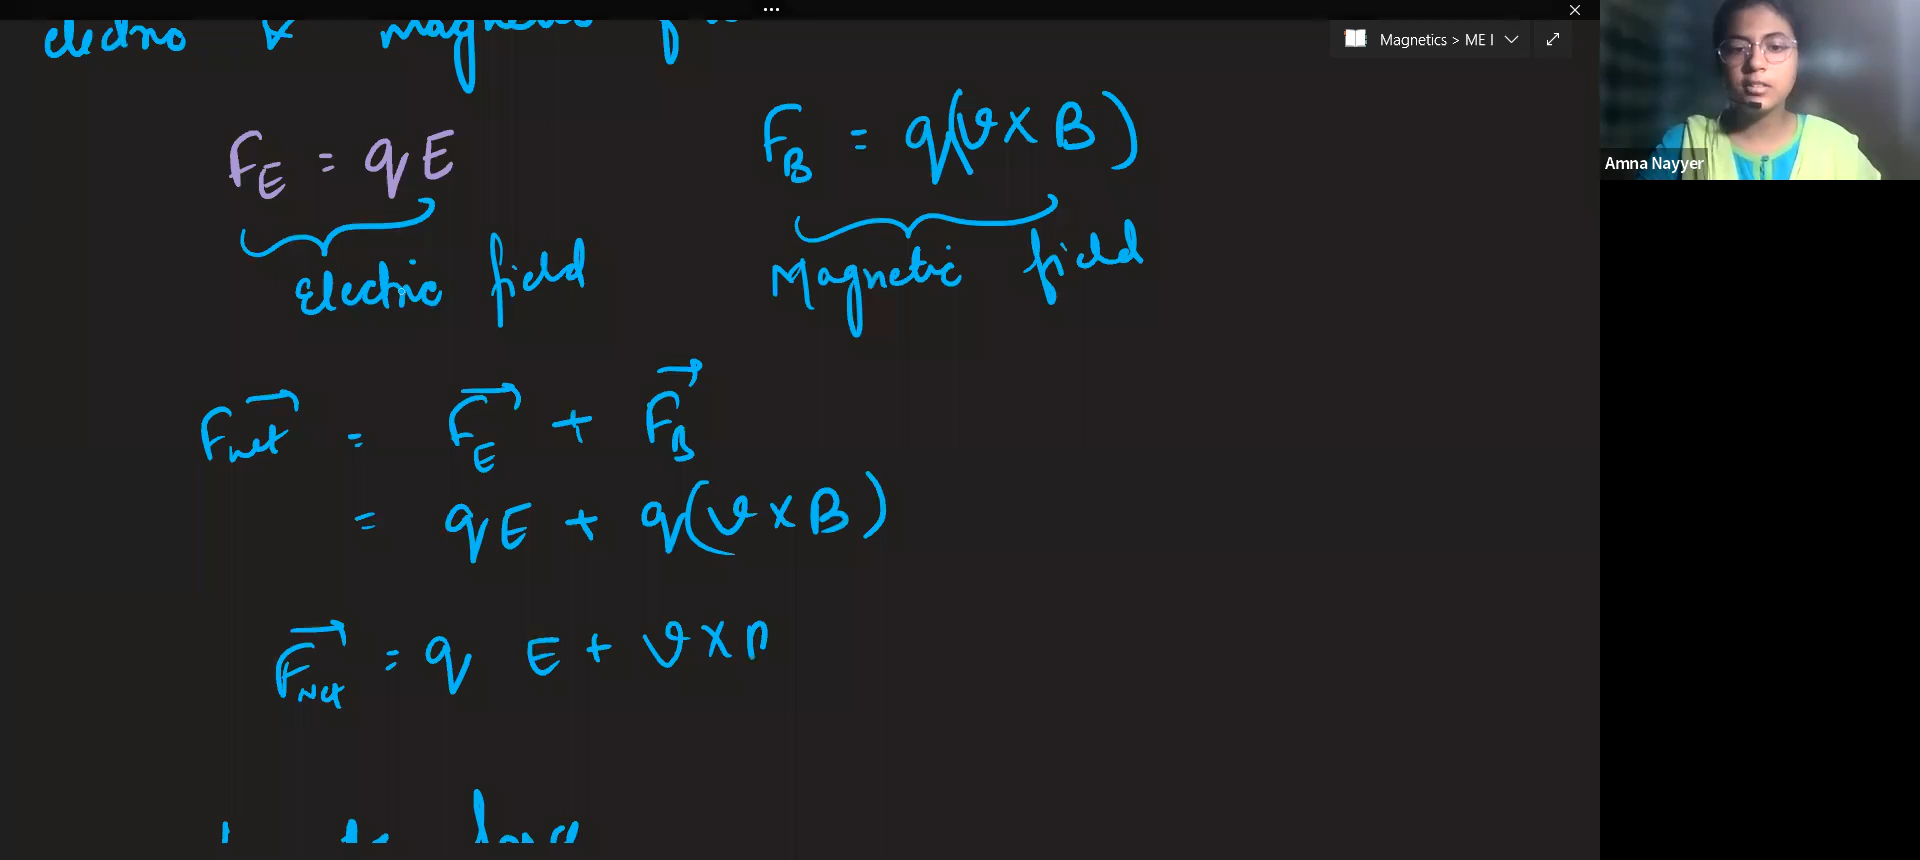 electro & magnetic
Magnetics > ME I
F_E = qE
F_B = q(v × B)
Electric field
Magnetic field
Amna Nayyer
F_net = F_E + F_B
= qE + q(v × B)
F_Net = q E + v ×